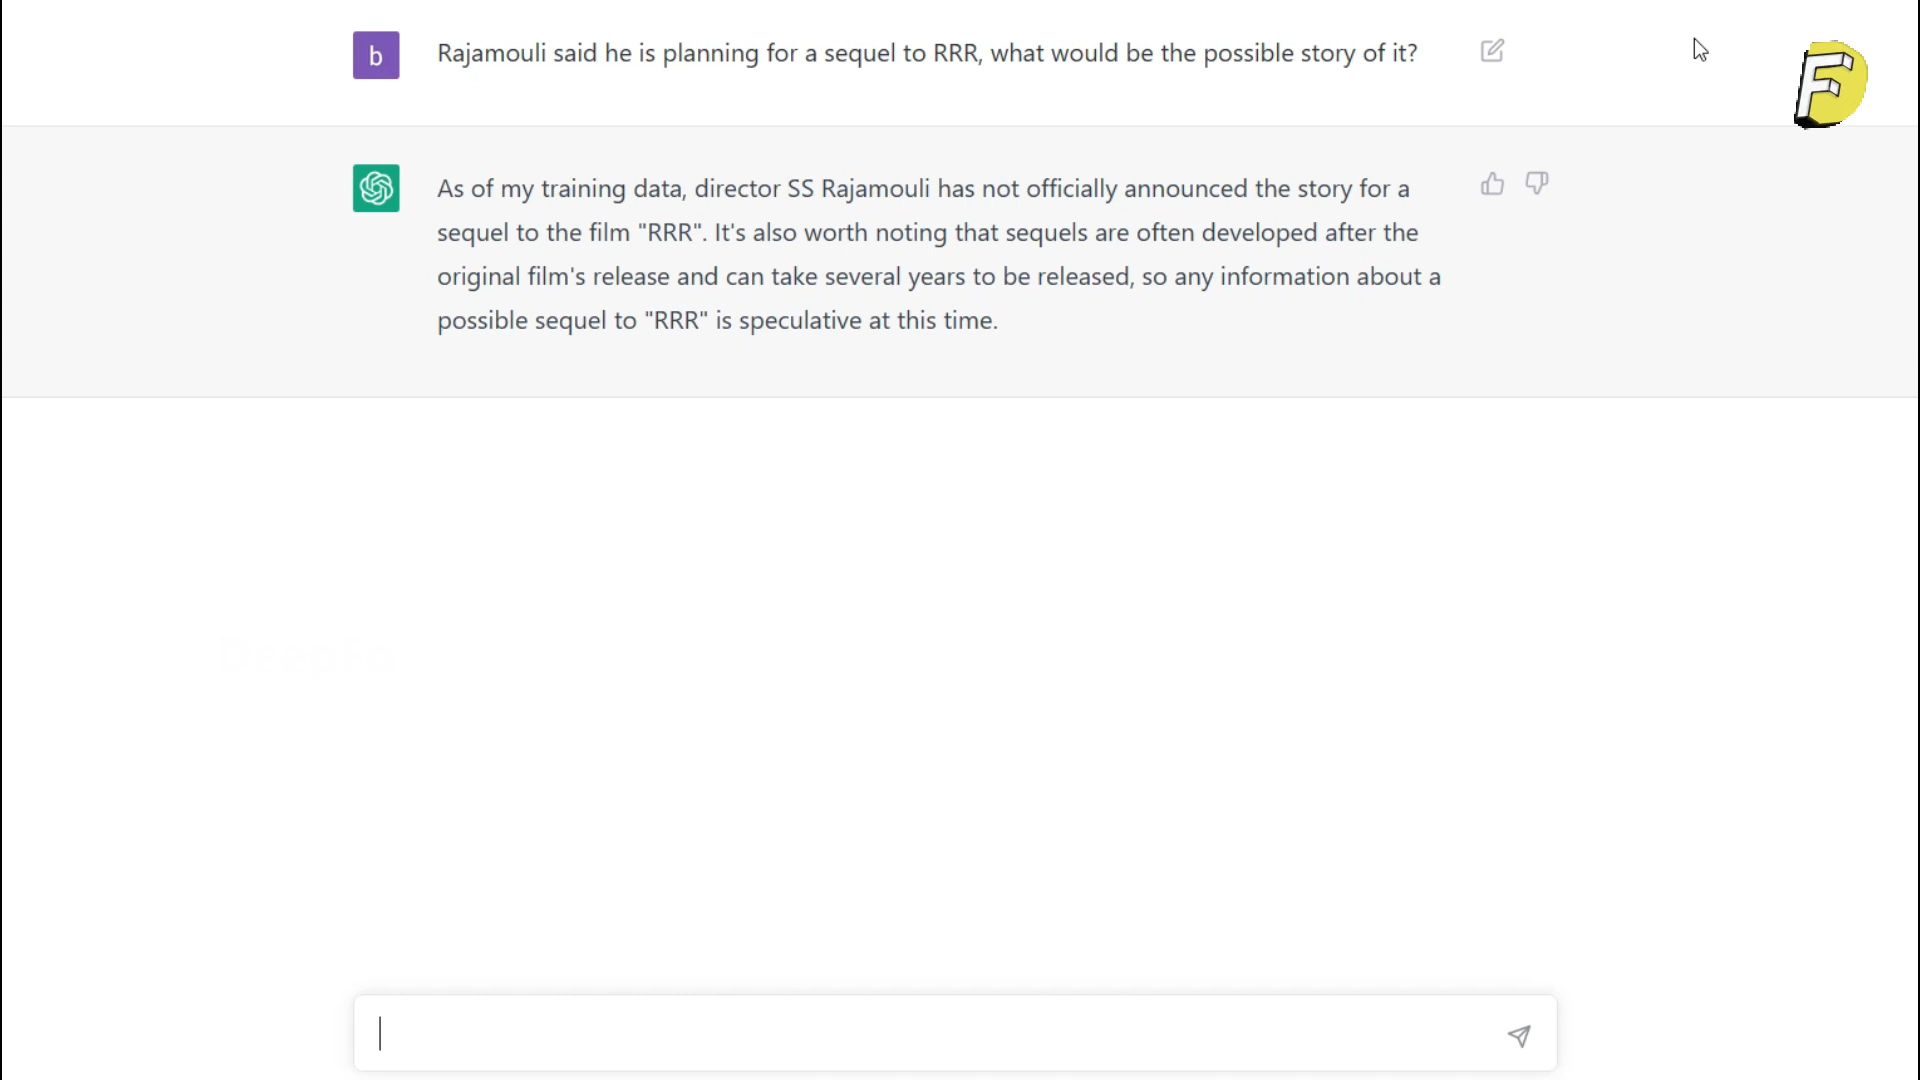 b
Rajamouli said he is planning for a sequel to RRR, what would be the possible story of it?
F
As of my training data, director SS Rajamouli has not officially announced the story for a
sequel to the film "RRR". It's also worth noting that sequels are often developed after the
original film's release and can take several years to be released, so any information about a
possible sequel to "RRR" is speculative at this time.